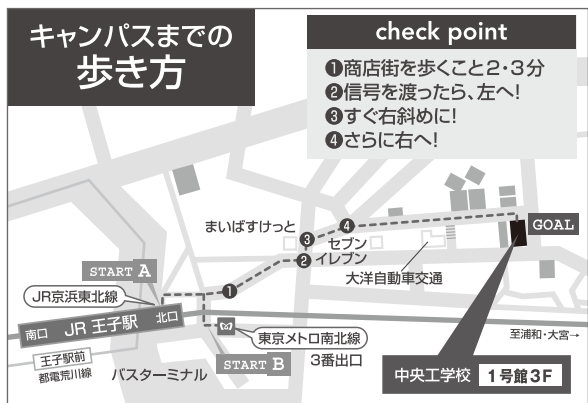 キャンパスまでの
歩き方
check point
❶商店街を歩くこと2・3分
❷信号を渡ったら、左へ!
❸すぐ右斜めに!
❹さらに右へ!
まいばすけっと
❸
❹
GOAL
セブン
イレブン
❷
大洋自動車交通
START A
❶
JR京浜東北線
南口 JR 王子駅 北口
東京メトロ南北線
3番出口
至浦和・大宮→
王子駅前
都電荒川線
バスターミナル
START B
中央工学校 1号館3F